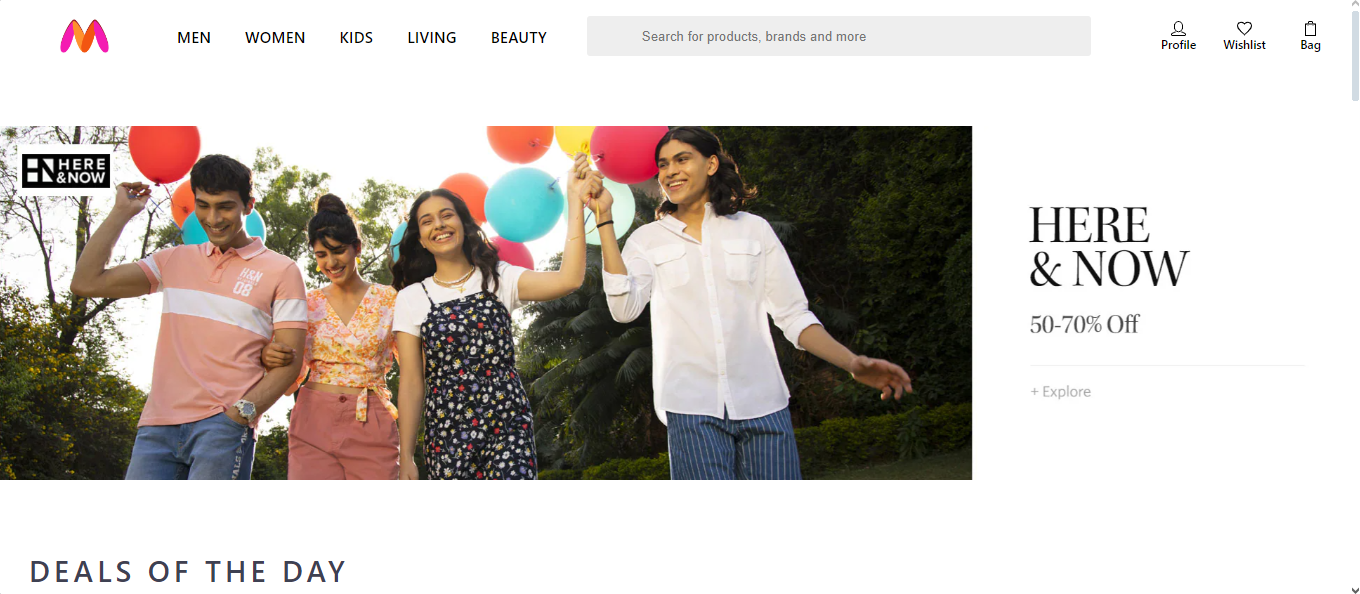 MEN WOMEN KIDS LIVING BEAUTY
Search for products, brands and more
Profile Wishlist Bag
HERE
&NOW
H&N
08
HERE
& NOW
50-70% Off
+ Explore
DEALS OF THE DAY